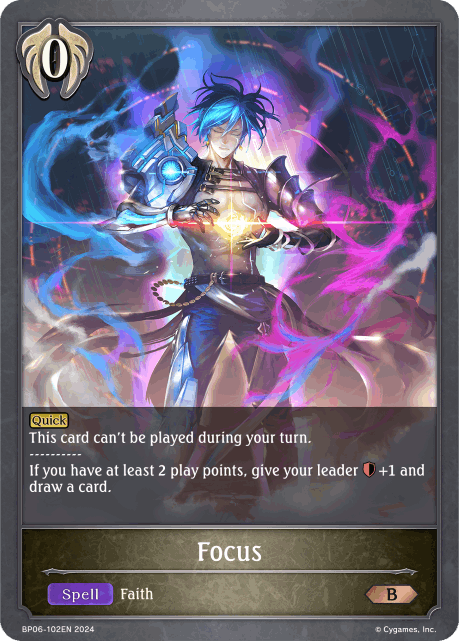 0
Quick
This card can't be played during your turn.
----------
If you have at least 2 play points, give your leader +1 and
draw a card.
Focus
Spell Faith B
BP06-102EN 2024 © Cygames, Inc.